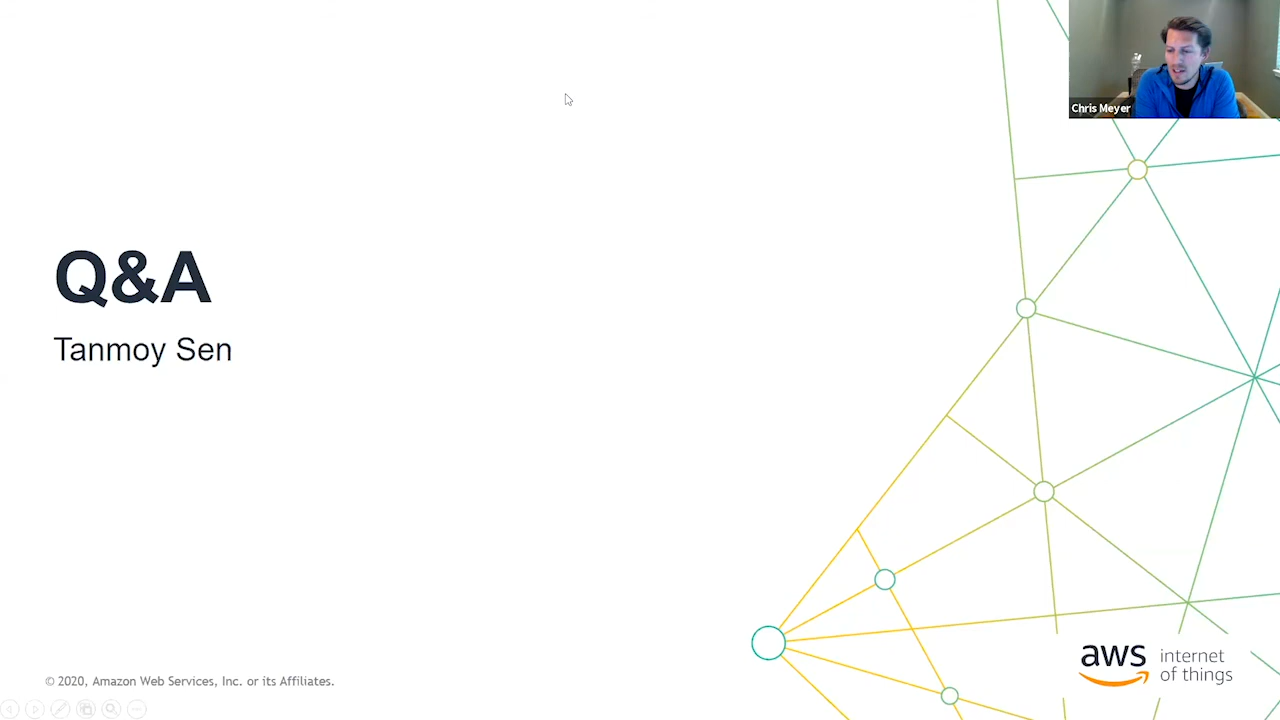 Chris Meyer
Q&A
Tanmoy Sen
aws internet
of things
© 2020, Amazon Web Services, Inc. or its Affiliates.